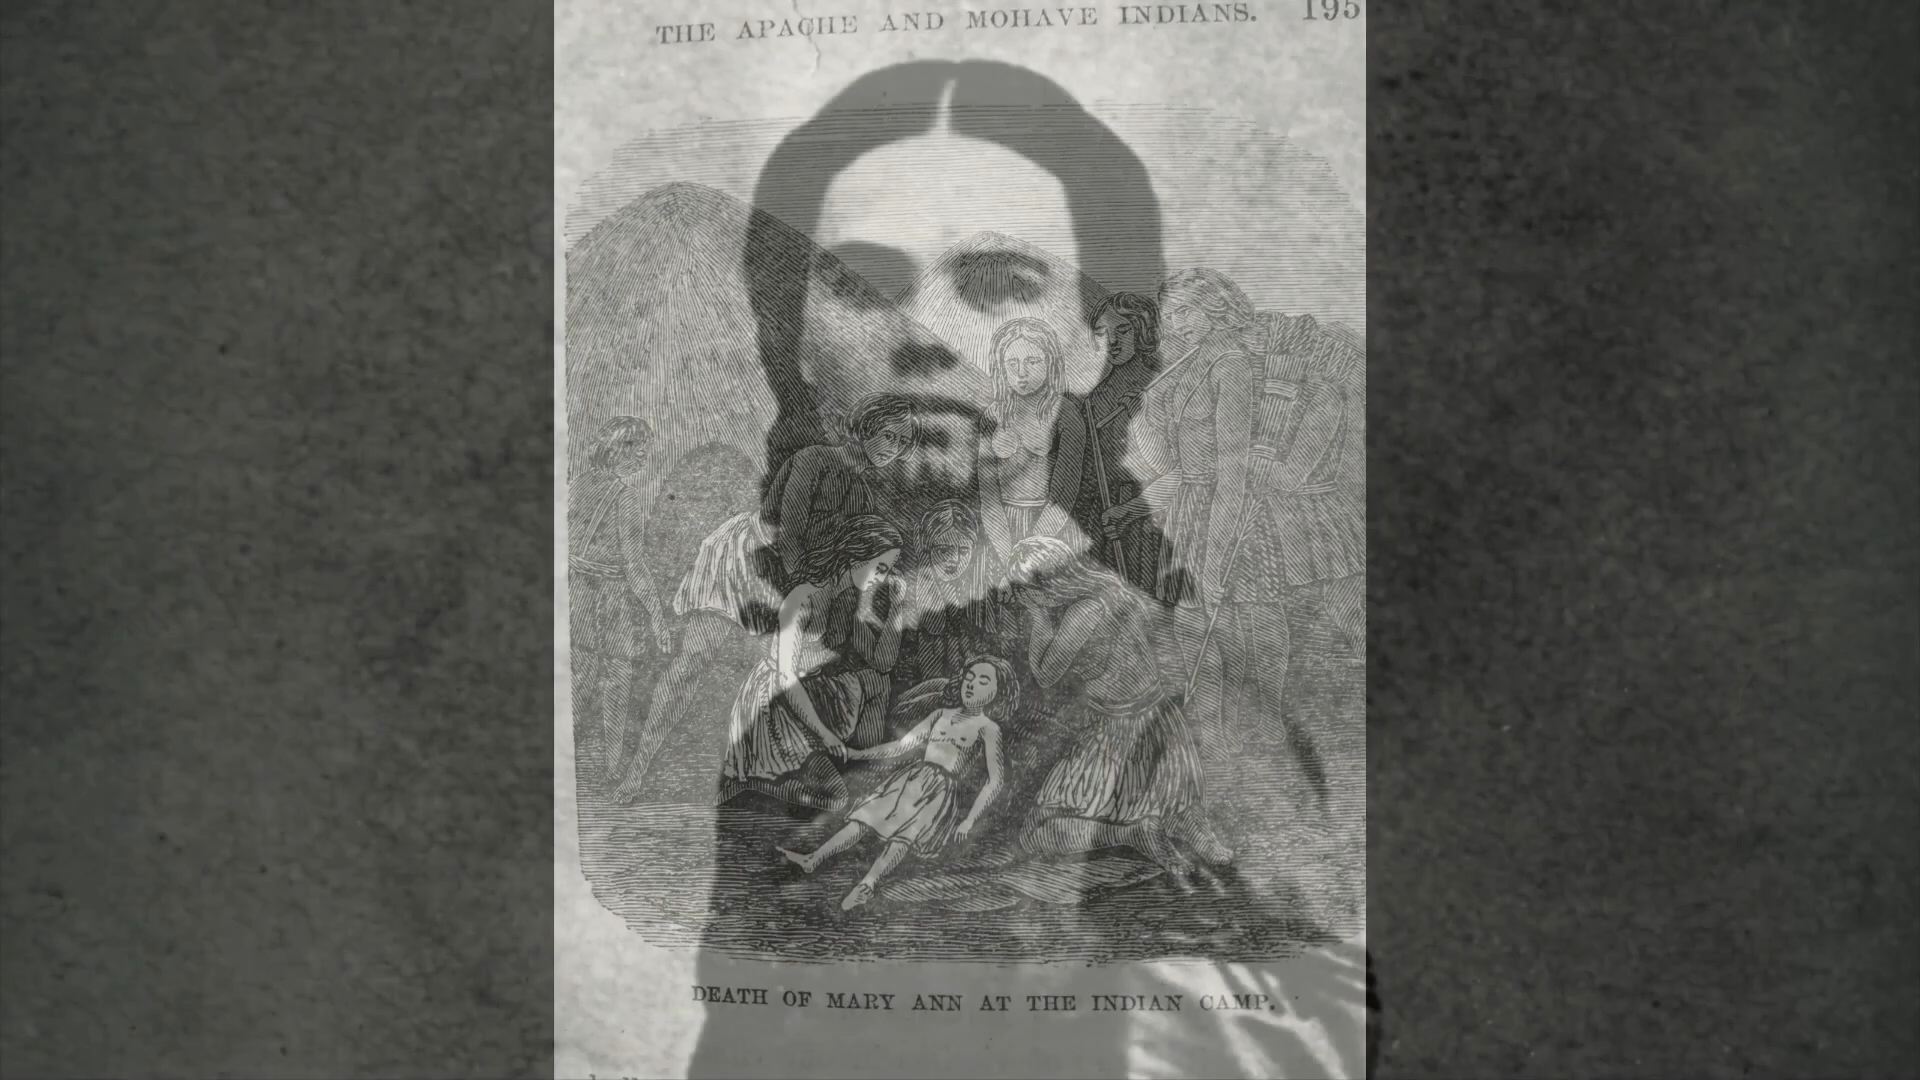 THE APACHE AND MOHAVE INDIANS. 195
DEATH OF MARY ANN AT THE INDIAN CAMP.